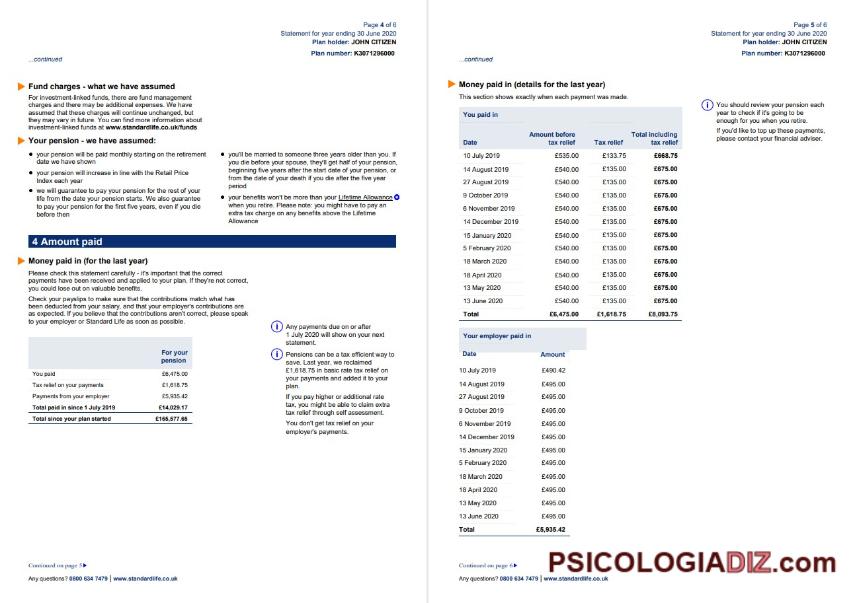 Page 4 of 6
Statement for year ending 30 June 2020
Plan holder: JOHN CITIZEN
Plan number: K3071296000
...continued
Fund charges - what we have assumed
For investment-linked funds, there are fund management
charges and there may be additional expenses. We have
assumed that these charges will continue unchanged, but
they may vary in future. You can find more information about
investment-linked funds at www.standardlife.co.uk/funds
Your pension - we have assumed:
• your pension will be paid monthly starting on the retirement
date we have shown
• your pension will increase in line with the Retail Price
Index each year
• we will guarantee to pay your pension for the rest of your
life from the date your pension starts. We also guarantee
to pay your pension for the first five years, even if you die
before then
• you'll be married to someone three years older than you. If
you die before your spouse, they'll get half of your pension,
beginning five years after the start date of your pension, or
from the date of your death if you die after the five year
period
• your benefits won't be more than your Lifetime Allowance
when you retire. Please note: you might have to pay an
extra tax charge on any benefits above the Lifetime
Allowance
4 Amount paid
Money paid in (for the last year)
Please check this statement carefully - it's important that the correct
payments have been received and applied to your plan. If they're not correct,
you could lose out on valuable benefits.
Check your payslips to make sure that the contributions match what has
been deducted from your salary, and that your employer's contributions are
as expected. If you believe that the contributions aren't correct, please speak
to your employer or Standard Life as soon as possible.
For your
pension
You paid £6,475.00
Tax relief on your payments £1,618.75
Payments from your employer £5,935.42
Total paid in since 1 July 2019 £14,029.17
Total since your plan started £165,577.65
i Any payments due on or after
1 July 2020 will show on your next
statement.
i Pensions can be a tax efficient way to
save. Last year, we reclaimed
£1,618.75 in basic rate tax relief on
your payments and added it to your
plan.
If you pay higher or additional rate
tax, you might be able to claim extra
tax relief through self assessment.
You don't get tax relief on your
employer's payments.
Continued on page 5
Any questions? 0800 634 7479 | www.standardlife.co.uk
Page 5 of 6
Statement for year ending 30 June 2020
Plan holder: JOHN CITIZEN
Plan number: K3071296000
...continued
Money paid in (details for the last year)
This section shows exactly when each payment was made.
You paid in
Date Amount before tax relief Tax relief Total including tax relief
10 July 2019 £535.00 £133.75 £668.75
14 August 2019 £540.00 £135.00 £675.00
27 August 2019 £540.00 £135.00 £675.00
9 October 2019 £540.00 £135.00 £675.00
6 November 2019 £540.00 £135.00 £675.00
14 December 2019 £540.00 £135.00 £675.00
15 January 2020 £540.00 £135.00 £675.00
5 February 2020 £540.00 £135.00 £675.00
18 March 2020 £540.00 £135.00 £675.00
18 April 2020 £540.00 £135.00 £675.00
13 May 2020 £540.00 £135.00 £675.00
13 June 2020 £540.00 £135.00 £675.00
Total £6,475.00 £1,618.75 £8,093.75
Your employer paid in
Date Amount
10 July 2019 £490.42
14 August 2019 £495.00
27 August 2019 £495.00
9 October 2019 £495.00
6 November 2019 £495.00
14 December 2019 £495.00
15 January 2020 £495.00
5 February 2020 £495.00
18 March 2020 £495.00
18 April 2020 £495.00
13 May 2020 £495.00
13 June 2020 £495.00
Total £5,935.42
i You should review your pension each
year to check if it's going to be
enough for you when you retire.
If you'd like to top up these payments,
please contact your financial adviser.
Continued on page 6
Any questions? 0800 634 7479 | www.standardlife.co.uk
PSICOLOGIADIZ.com